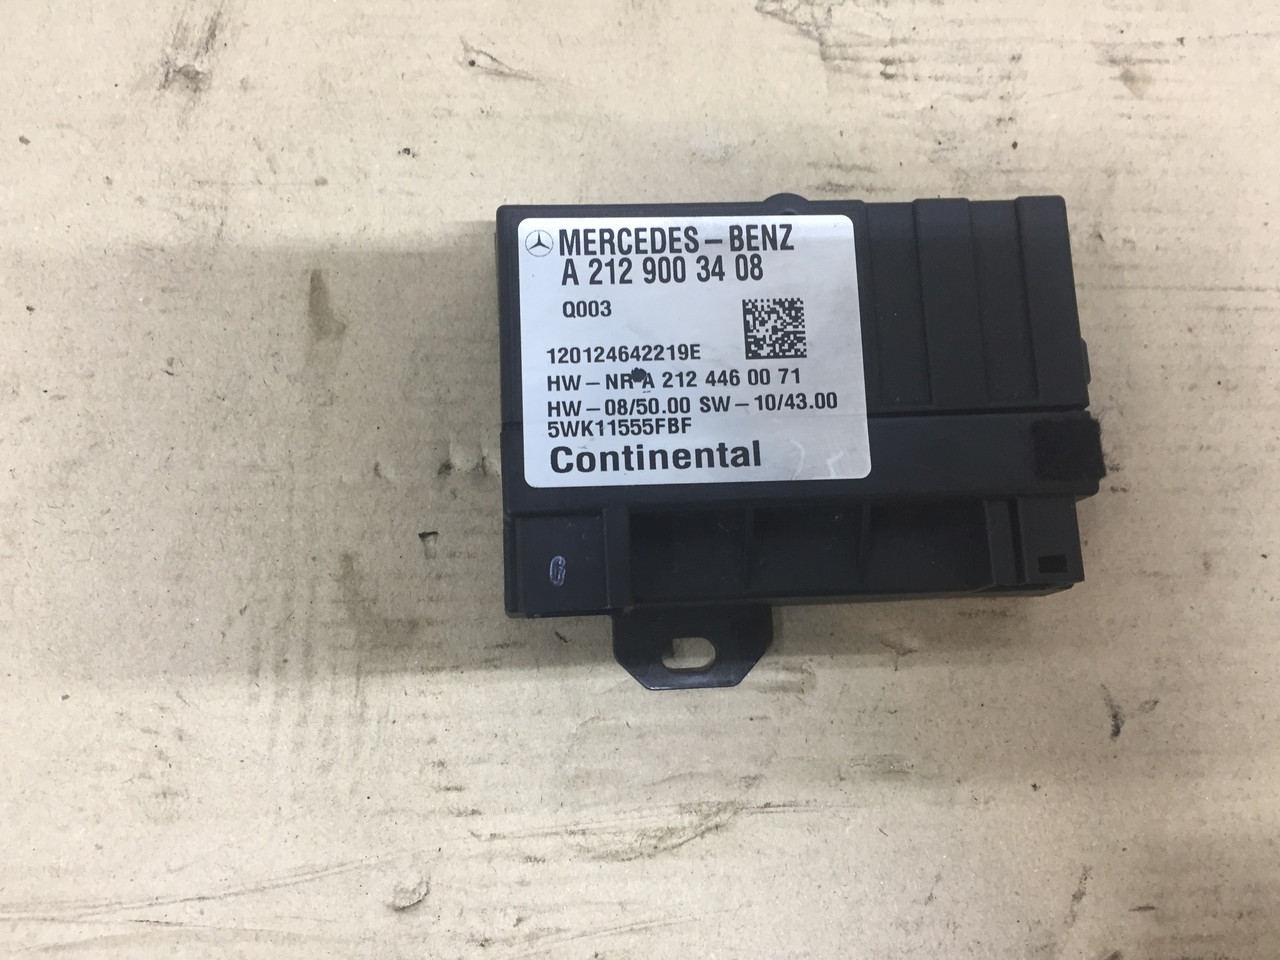 MERCEDES-BENZ
A 212 900 34 08
Q003
120124642219E
HW-NR A 212 446 00 71
HW-08/50.00 SW-10/43.00
5WK11555FBF
Continental
6